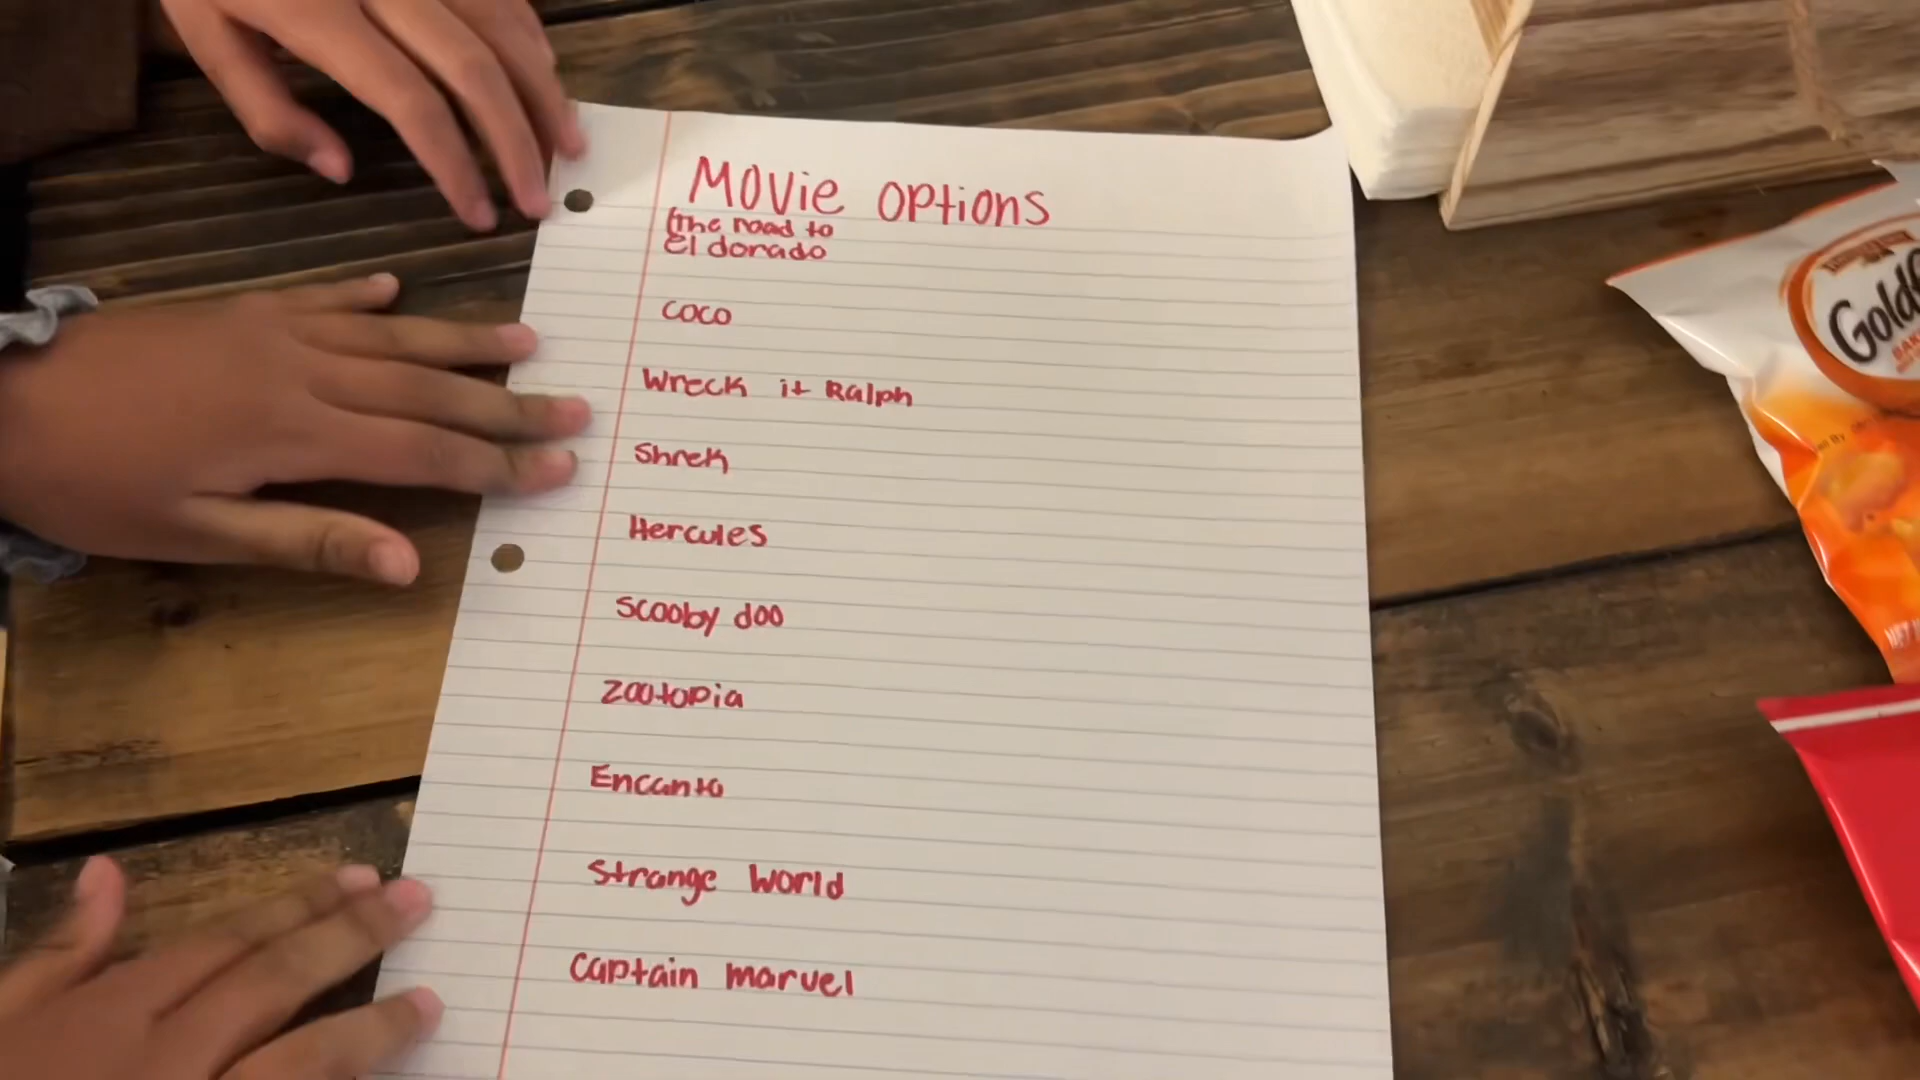 Movie options
(The road to
El dorado
coco
Wreck it Ralph
Shrek
Hercules
Scooby doo
Zootopia
Encanto
Strange World
Captain marvel